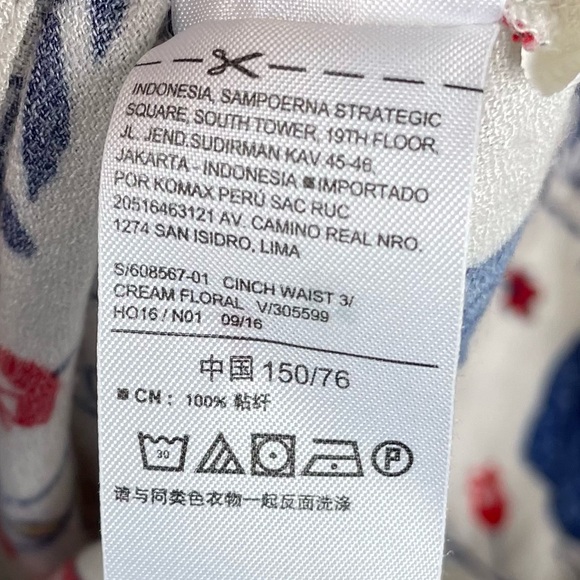 INDONESIA, SAMPOERNA STRATEGIC
SQUARE, SOUTH TOWER, 19TH FLOOR,
JL. JEND.SUDIRMAN KAV 45-46,
JAKARTA - INDONESIA ■ IMPORTADO
POR KOMAX PERÚ SAC RUC
20516463121 AV. CAMINO REAL NRO.
1274 SAN ISIDRO, LIMA
S/608567-01 CINCH WAIST 3/
CREAM FLORAL V/305599
HO16 / N01 09/16
中国 150/76
■ CN : 100% 粘纤
30
P
请与同类色衣物一起反面洗涤